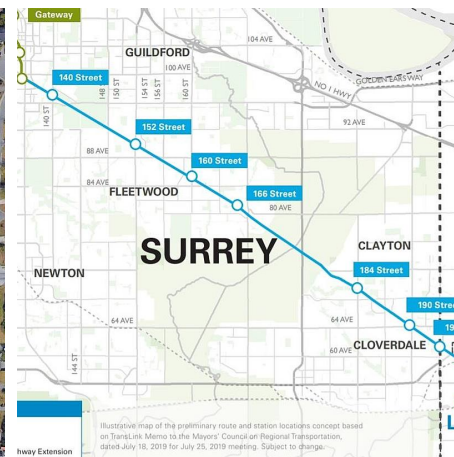 Gateway
104 AVE
GUILDFORD
100 AVE
140 Street
148 ST
150 ST
154 ST
156 ST
160 ST
NO 1 HWY
GOLDEN EARS WAY
140 ST
92 AVE
152 Street
88 AVE
160 Street
84 AVE
FLEETWOOD
166 Street
80 AVE
SURREY
CLAYTON
184 Street
NEWTON
190 Stree
64 AVE
64 AVE
19
60 AVE
CLOVERDALE
144 ST
L
Illustrative map of the preliminary route and station locations concept based
on TransLink Memo to the Mayors' Council on Regional Transportation,
dated July 18, 2019 for July 25, 2019 meeting. Subject to change.
hway Extension